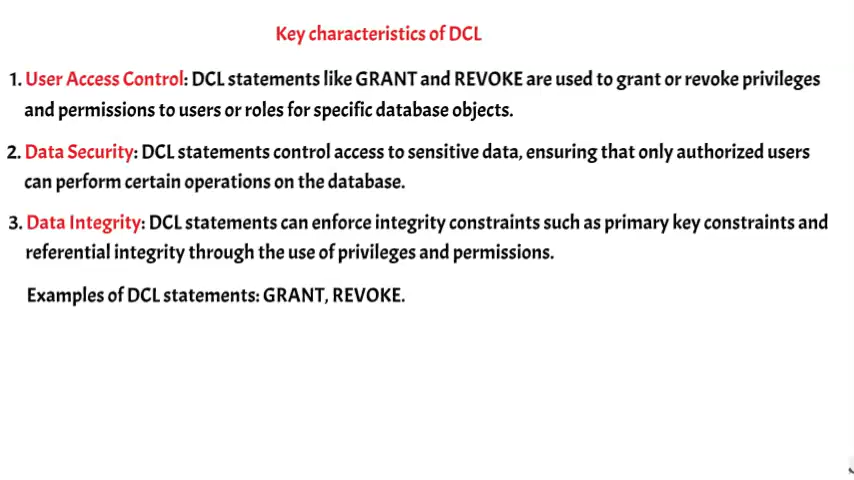 Key characteristics of DCL
1. User Access Control: DCL statements like GRANT and REVOKE are used to grant or revoke privileges
and permissions to users or roles for specific database objects.
2. Data Security: DCL statements control access to sensitive data, ensuring that only authorized users
can perform certain operations on the database.
3. Data Integrity: DCL statements can enforce integrity constraints such as primary key constraints and
referential integrity through the use of privileges and permissions.
Examples of DCL statements: GRANT, REVOKE.